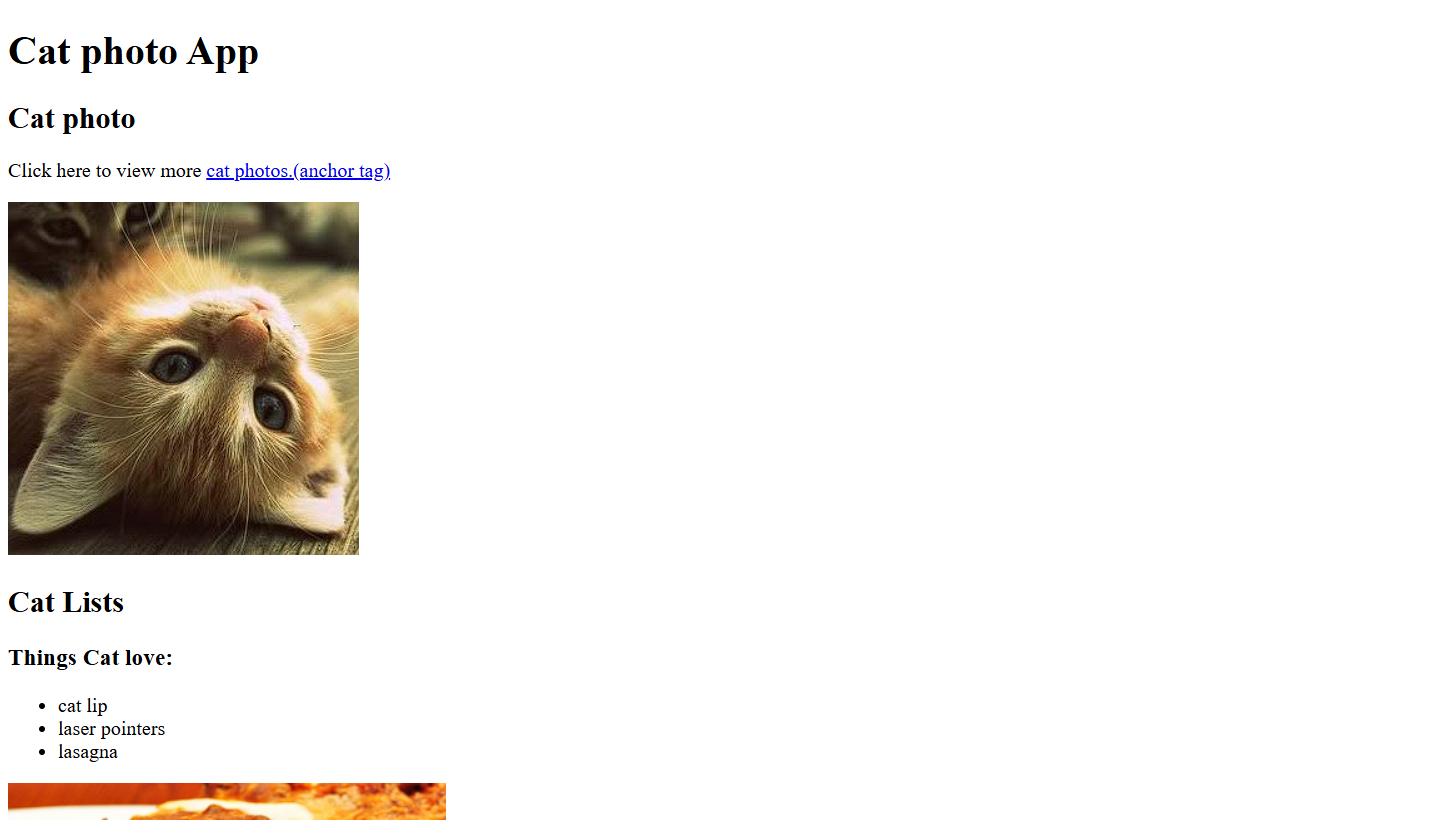 Cat photo App
Cat photo
Click here to view more cat photos.(anchor tag)
Cat Lists
Things Cat love:
cat lip
laser pointers
lasagna